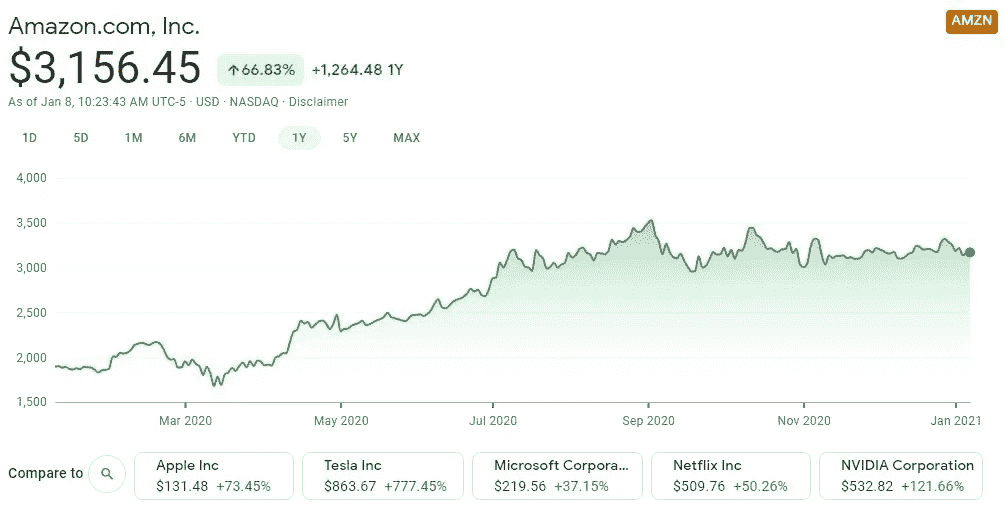 Amazon.com, Inc.
AMZN
$3,156.45 ↑66.83% +1,264.48 1Y
As of Jan 8, 10:23:43 AM UTC-5 · USD · NASDAQ · Disclaimer
1D 5D 1M 6M YTD 1Y 5Y MAX
4,000
3,500
3,000
2,500
2,000
1,500
Mar 2020 May 2020 Jul 2020 Sep 2020 Nov 2020 Jan 2021
Compare to
Apple Inc
$131.48 +73.45%
Tesla Inc
$863.67 +777.45%
Microsoft Corpora...
$219.56 +37.15%
Netflix Inc
$509.76 +50.26%
NVIDIA Corporation
$532.82 +121.66%